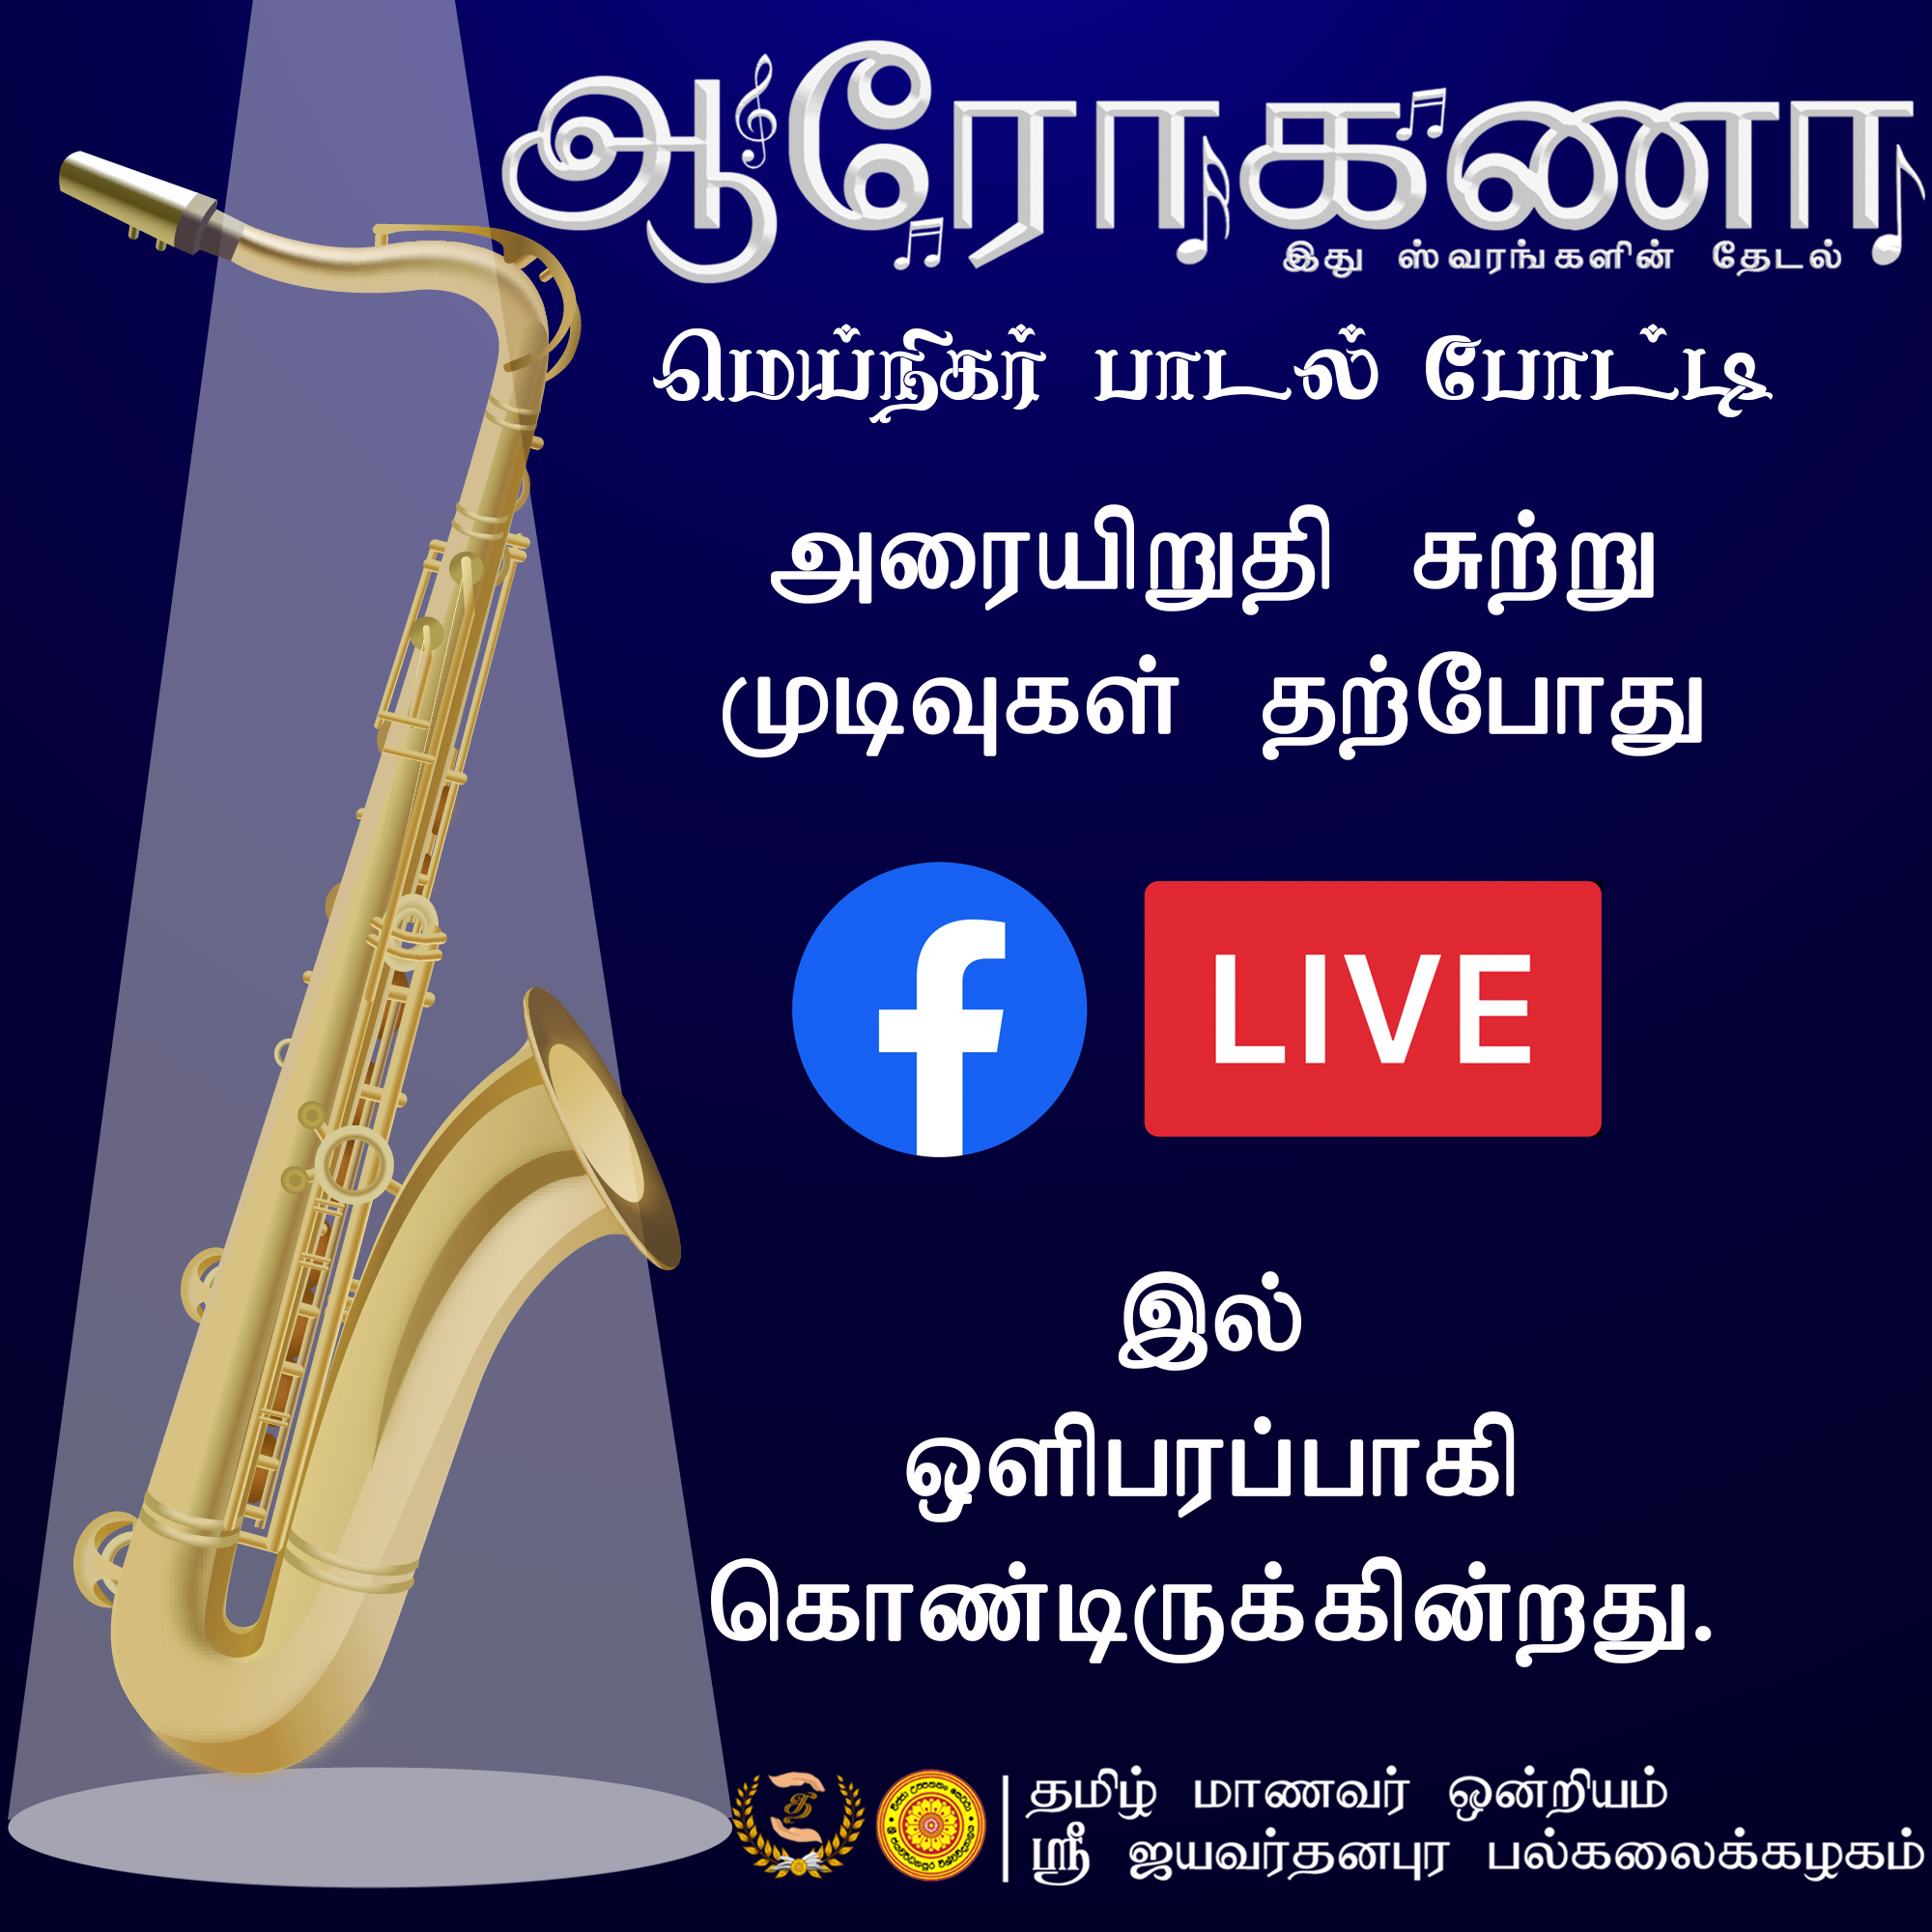 ஆரோகணா
இது ஸ்வரங்களின் தேடல்
மெய்நிகர் பாடல் போட்டி
அரையிறுதி சுற்று
முடிவுகள் தற்போது
f LIVE
இல்
ஒளிபரப்பாகி
கொண்டிருக்கின்றது.
தமிழ் மாணவர் ஒன்றியம்
ஸ்ரீ ஜயவர்தனபுர பல்கலைக்கழகம்